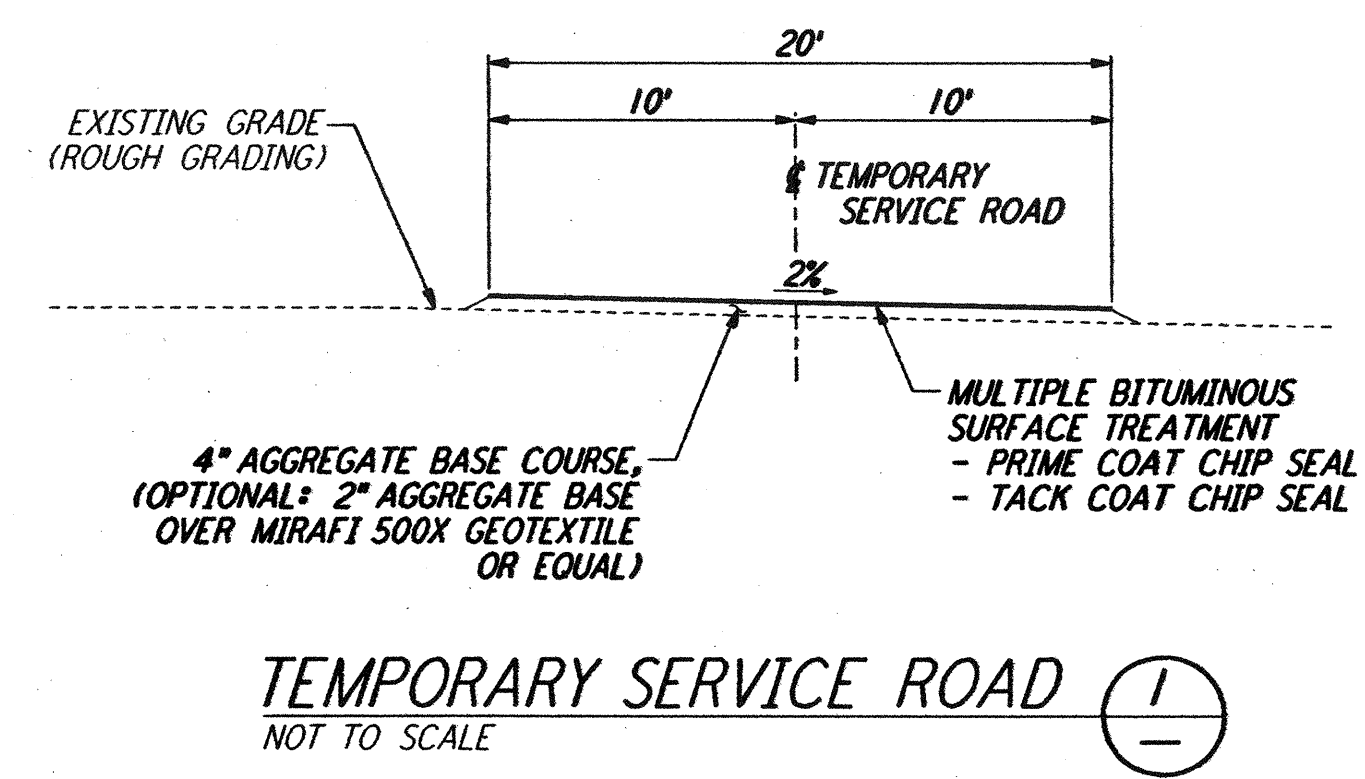 20'
10'
10'
EXISTING GRADE
(ROUGH GRADING)
℄ TEMPORARY
SERVICE ROAD
2%
MULTIPLE BITUMINOUS
SURFACE TREATMENT
- PRIME COAT CHIP SEAL
- TACK COAT CHIP SEAL
4" AGGREGATE BASE COURSE,
(OPTIONAL: 2" AGGREGATE BASE
OVER MIRAFI 500X GEOTEXTILE
OR EQUAL)
TEMPORARY SERVICE ROAD
NOT TO SCALE
1
—